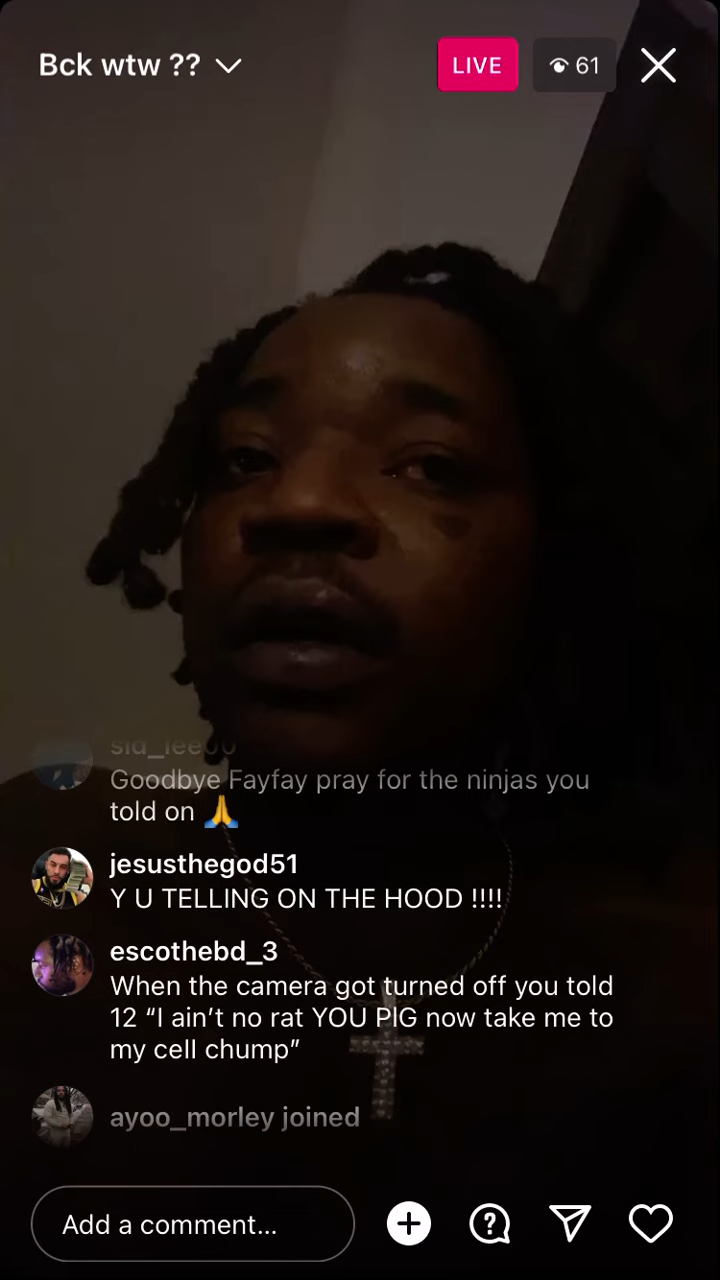 Bck wtw ??
LIVE
61
sid_lee00
Goodbye Fayfay pray for the ninjas you
told on 🙏
jesusthegod51
Y U TELLING ON THE HOOD !!!!
escothebd_3
When the camera got turned off you told
12 “I ain’t no rat YOU PIG now take me to
my cell chump”
ayoo_morley joined
Add a comment...